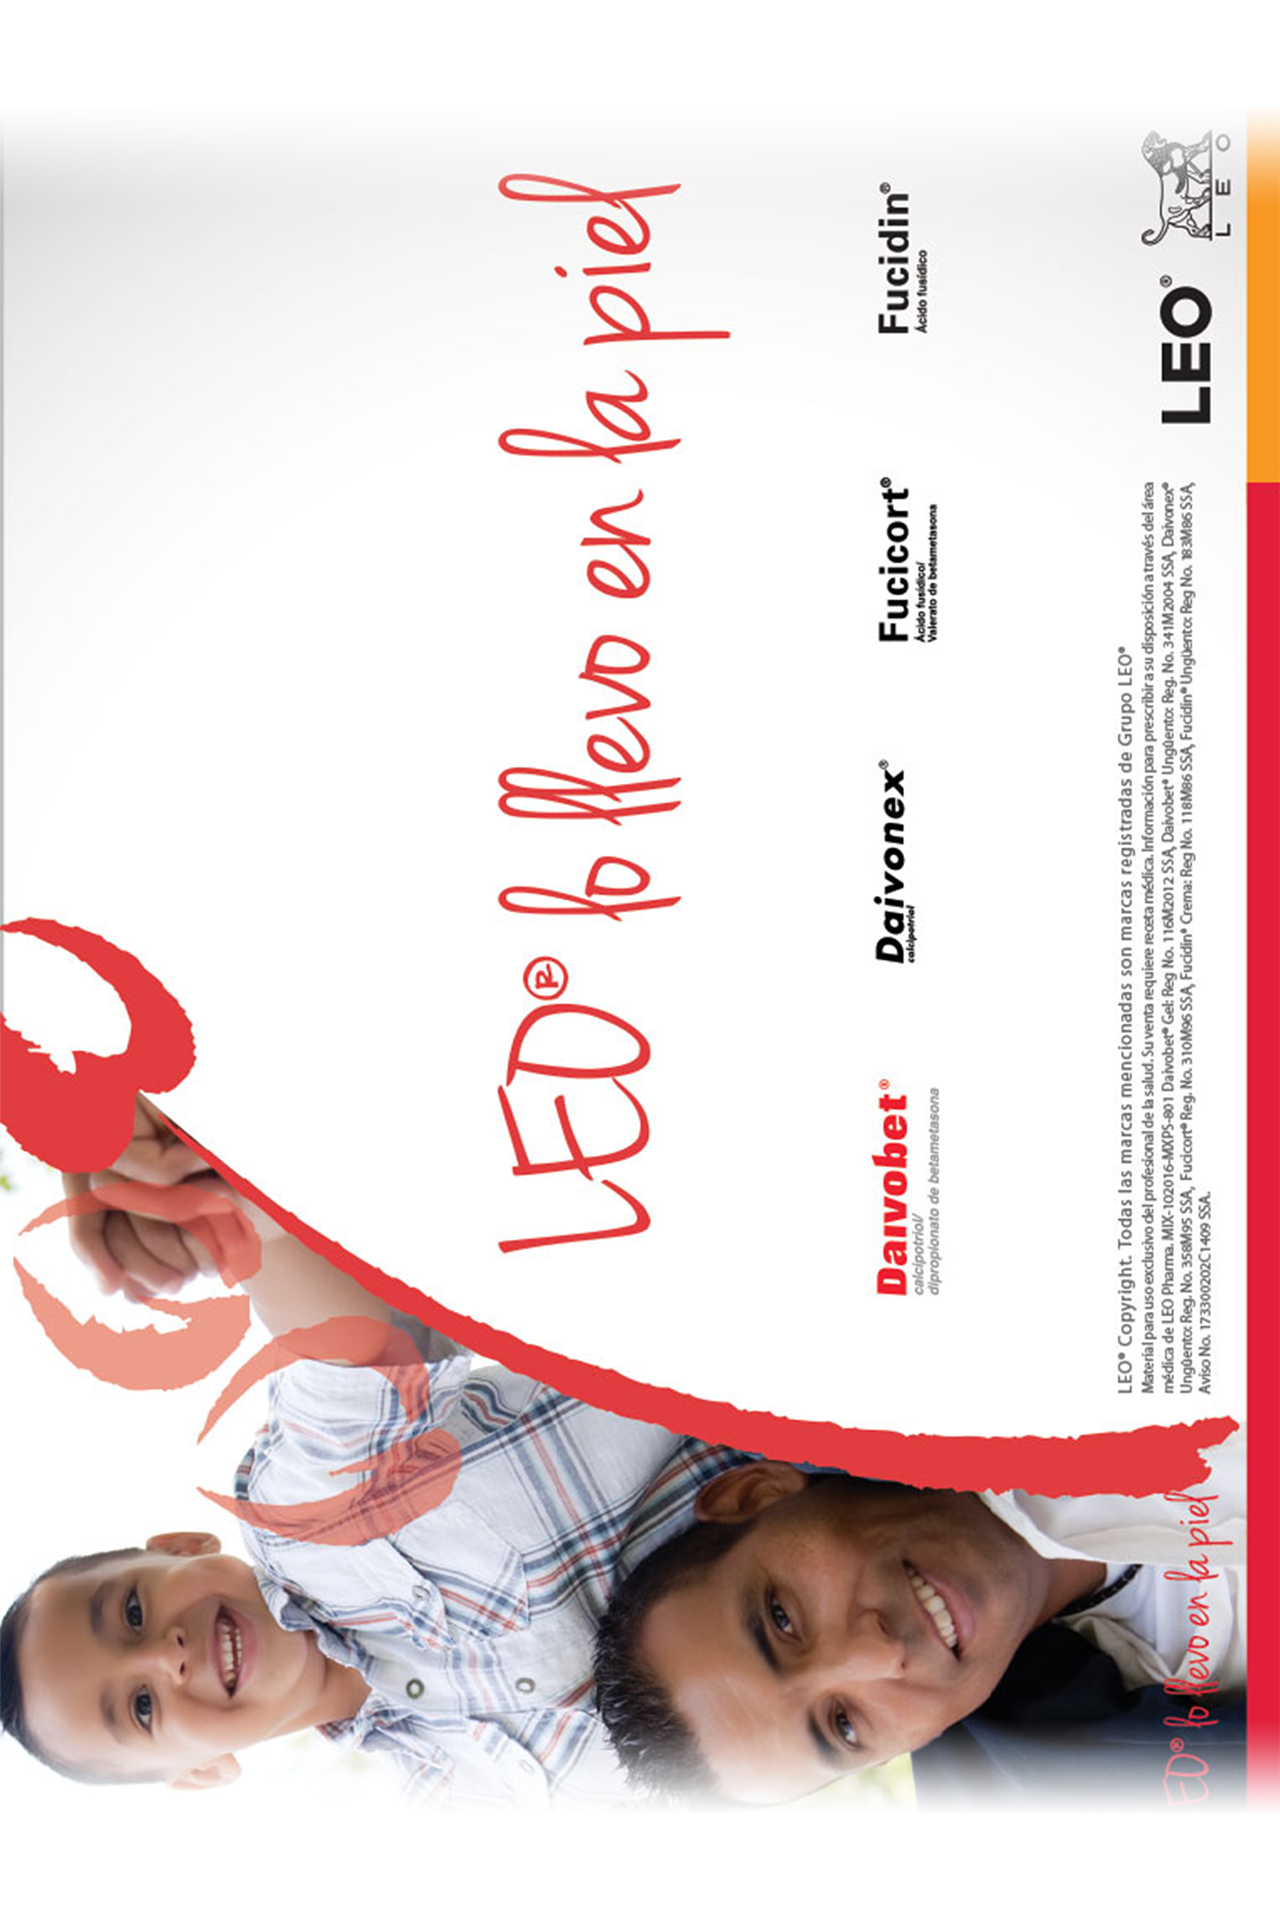 LEO® lo llevo en la piel
Daivobet®
calcipotriol/
dipropionato de betametasona
Daivonex®
calcipotriol
Fucicort®
Ácido fusídico/
Valerato de betametasona
Fucidin®
Ácido fusídico
LEO® Copyright. Todas las marcas mencionadas son marcas registradas de Grupo LEO®
Material para uso exclusivo del profesional de la salud. Su venta requiere receta médica. Información para prescribir a su disposición a través del área
médica de LEO Pharma. MIX-102016-MXPS-801 Daivobet® Gel: Reg No. 116M2012 SSA, Daivobet® Ungüento: Reg. No. 341M2004 SSA, Daivonex®
Ungüento: Reg. No. 358M95 SSA, Fucicort® Reg. No. 310M96 SSA, Fucidin® Crema: Reg No. 118M86 SSA, Fucidin® Ungüento: Reg No. 183M86 SSA,
Aviso No. 173300202C1409 SSA.
LEO®
LEO
LEO® lo llevo en la piel